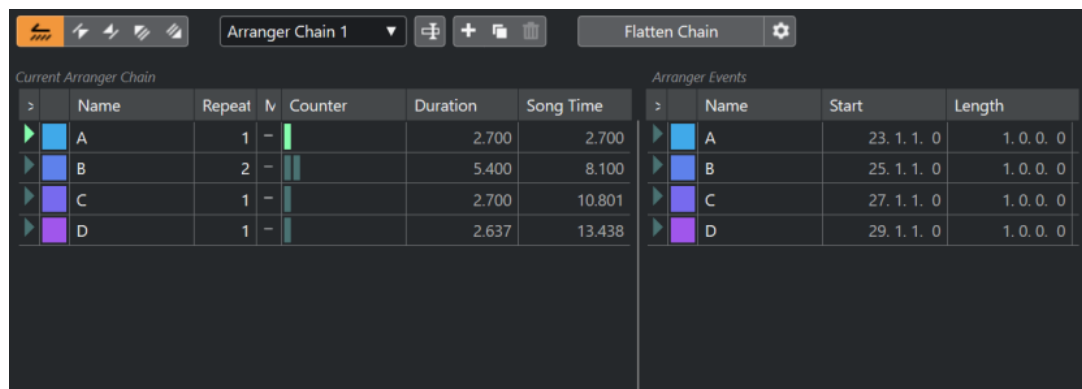 Arranger Chain 1 Flatten Chain
Current Arranger Chain Arranger Events
> Name Repeat M Counter Duration Song Time > Name Start Length
A 1 – 2.700 2.700 A 23. 1. 1. 0 1. 0. 0. 0
B 2 – 5.400 8.100 B 25. 1. 1. 0 1. 0. 0. 0
C 1 – 2.700 10.801 C 27. 1. 1. 0 1. 0. 0. 0
D 1 – 2.637 13.438 D 29. 1. 1. 0 1. 0. 0. 0